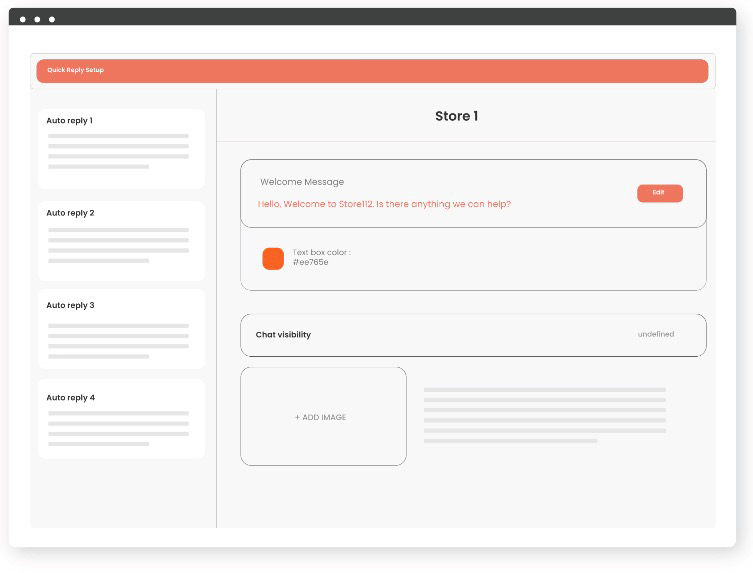 Quick Reply Setup
Auto reply 1
Auto reply 2
Auto reply 3
Auto reply 4
Store 1
Welcome Message
Hello, Welcome to Store112. Is there anything we can help?
Edit
Text box color :
#ee765e
Chat visibility
undefined
+ ADD IMAGE